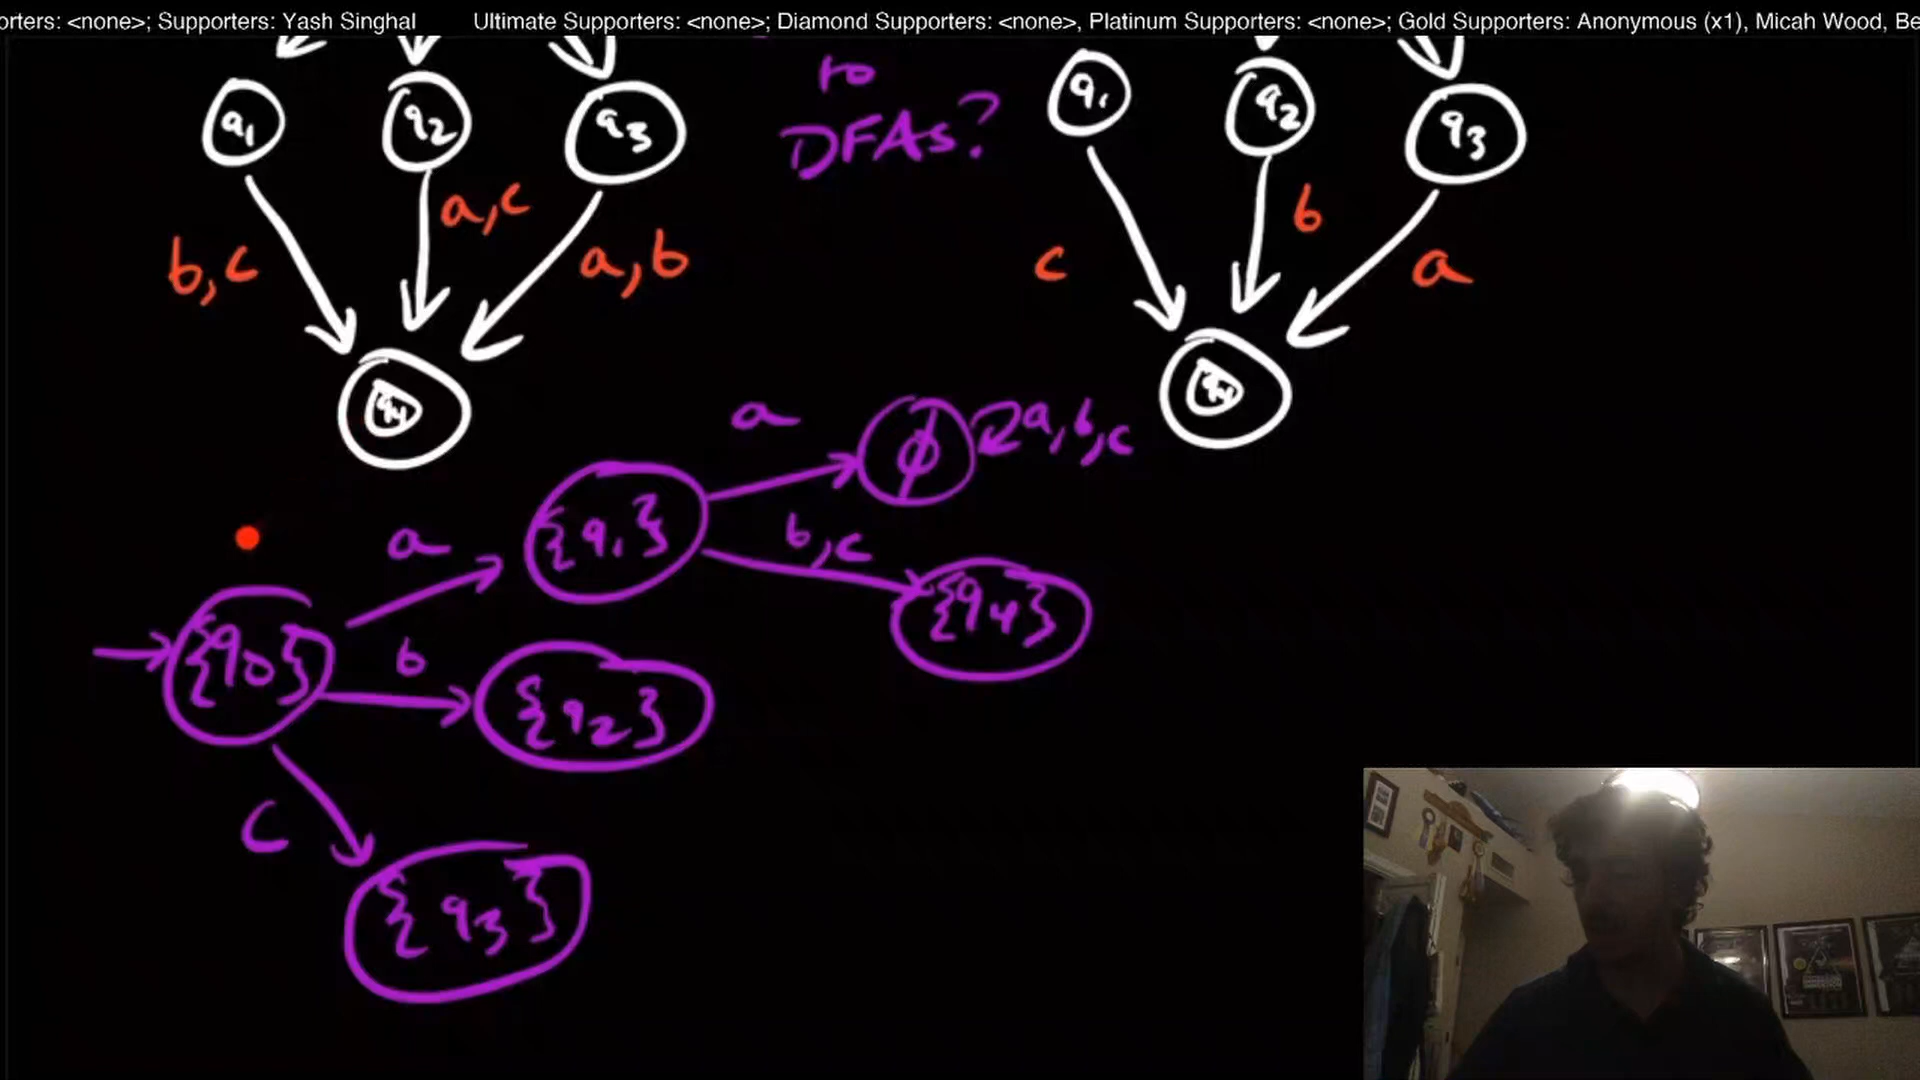 orters: <none>; Supporters: Yash Singhal Ultimate Supporters: <none>; Diamond Supporters: <none>, Platinum Supporters: <none>; Gold Supporters: Anonymous (x1), Micah Wood, Be
to
DFAs?
q1 q2 q3
q1 q2 q3
a,c
b
b,c
a,b
c
a
q4
q4
a
∅
a,b,c
{q1}
a
b,c
{q4}
{q0}
b
{q2}
c
{q3}